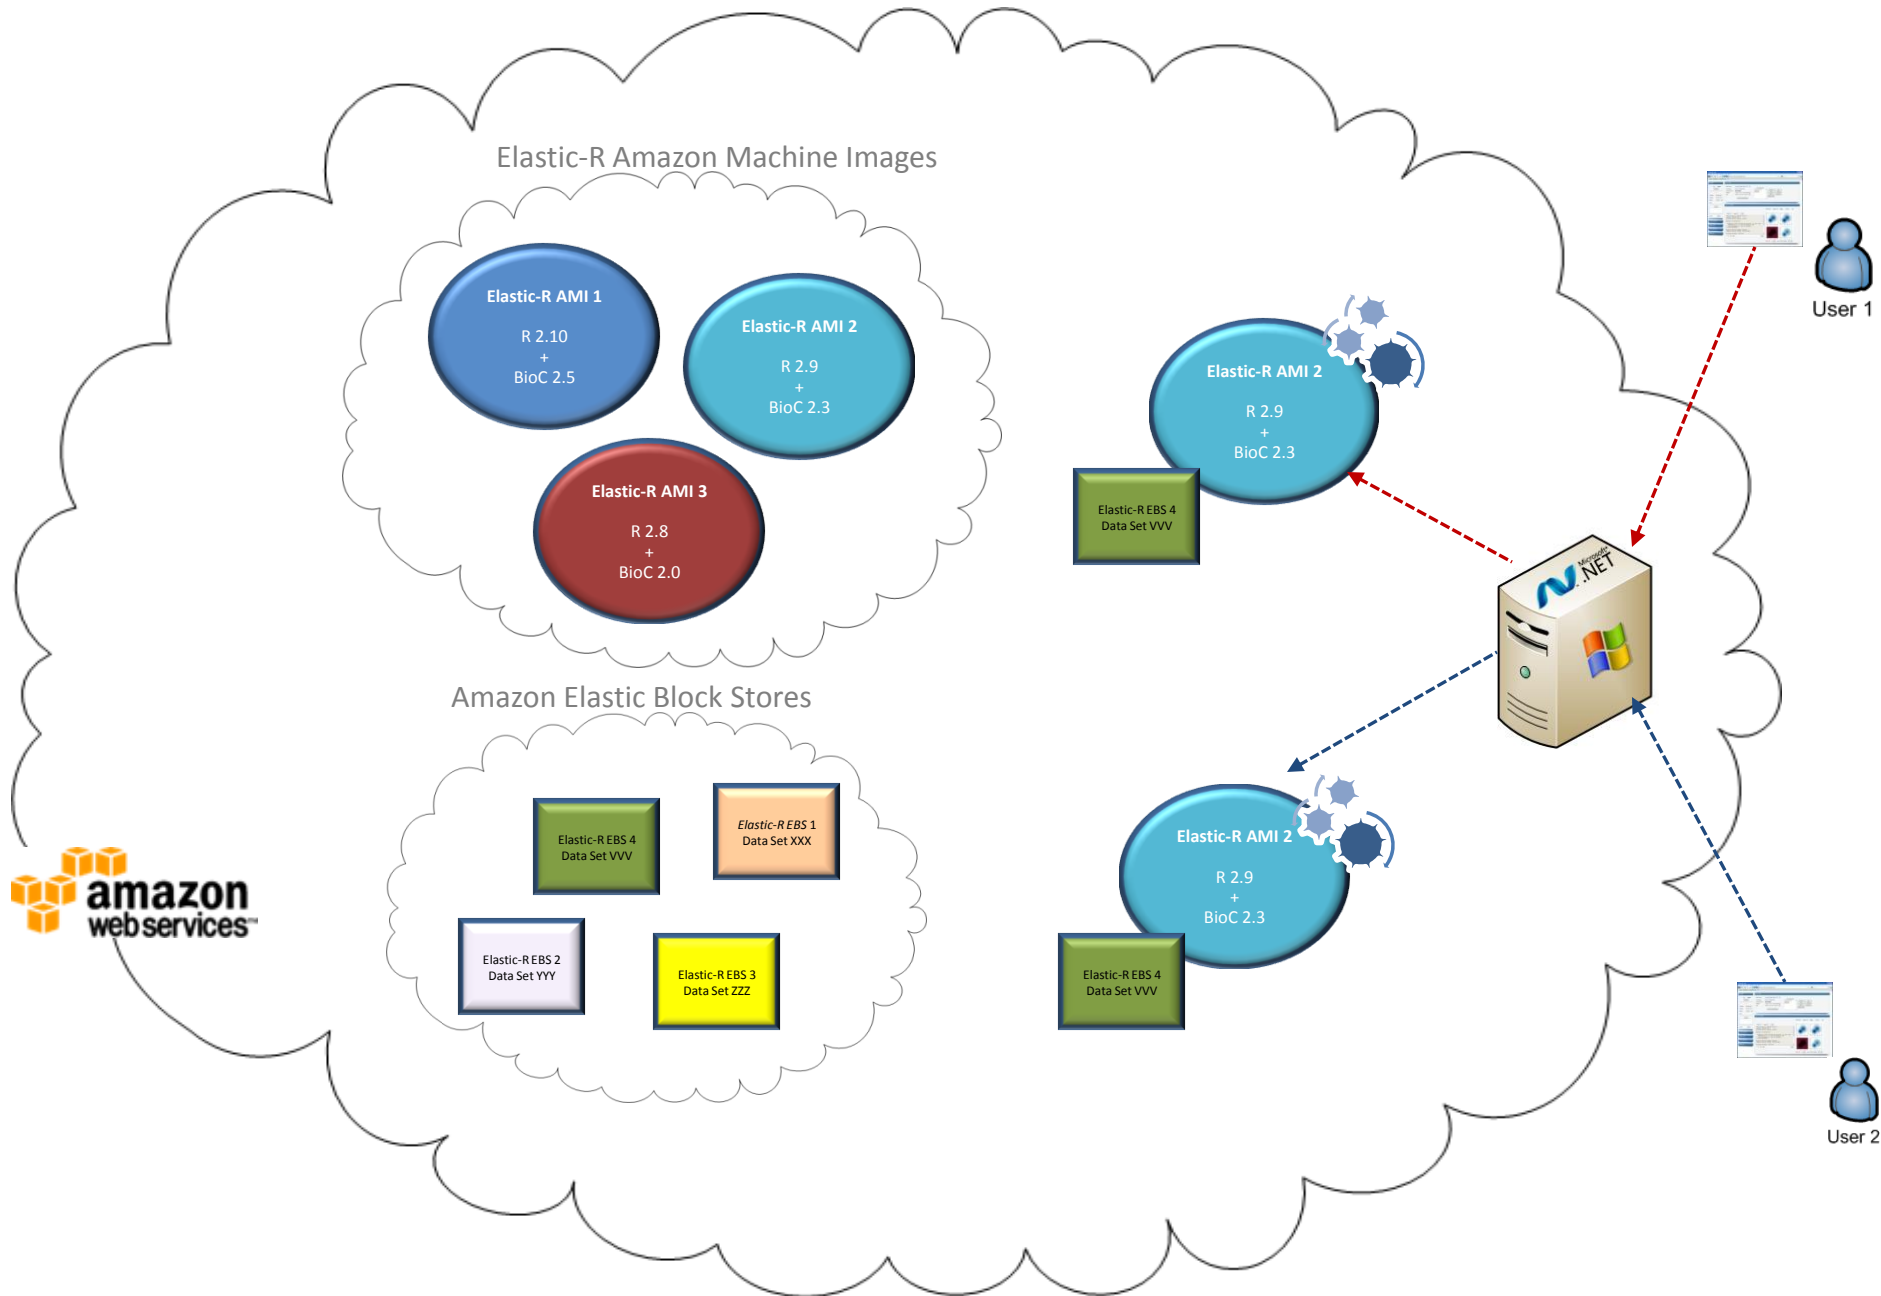 Elastic-R Amazon Machine Images
Elastic-R AMI 1
R 2.10
+
BioC 2.5
Elastic-R AMI 2
R 2.9
+
BioC 2.3
Elastic-R AMI 3
R 2.8
+
BioC 2.0
Elastic-R AMI 2
R 2.9
+
BioC 2.3
Elastic-R EBS 4
Data Set VVV
User 1
Microsoft®
.NET
Amazon Elastic Block Stores
Elastic-R EBS 4
Data Set VVV
Elastic-R EBS 1
Data Set XXX
Elastic-R EBS 2
Data Set YYY
Elastic-R EBS 3
Data Set ZZZ
Elastic-R AMI 2
R 2.9
+
BioC 2.3
Elastic-R EBS 4
Data Set VVV
amazon
webservices™
User 2